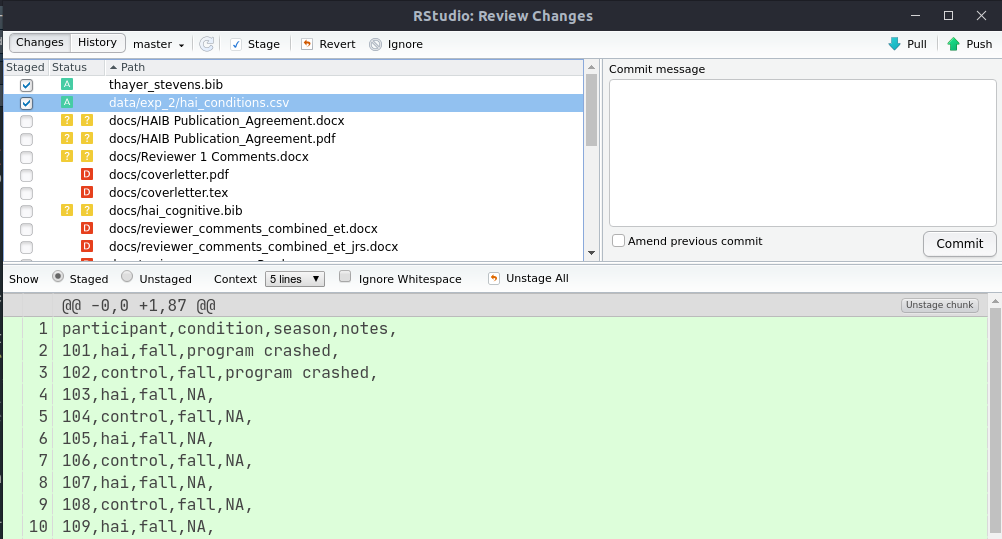 RStudio: Review Changes
Changes History master Stage Revert Ignore Pull Push
Staged Status Path
A thayer_stevens.bib
A data/exp_2/hai_conditions.csv
? ? docs/HAIB Publication_Agreement.docx
? ? docs/HAIB Publication_Agreement.pdf
? ? docs/Reviewer 1 Comments.docx
D docs/coverletter.pdf
D docs/coverletter.tex
? ? docs/hai_cognitive.bib
D docs/reviewer_comments_combined_et.docx
D docs/reviewer_comments_combined_et_jrs.docx
Commit message
Amend previous commit
Commit
Show Staged Unstaged Context 5 lines Ignore Whitespace Unstage All
@@ -0,0 +1,87 @@ Unstage chunk
1 participant,condition,season,notes,
2 101,hai,fall,program crashed,
3 102,control,fall,program crashed,
4 103,hai,fall,NA,
5 104,control,fall,NA,
6 105,hai,fall,NA,
7 106,control,fall,NA,
8 107,hai,fall,NA,
9 108,control,fall,NA,
10 109,hai,fall,NA,